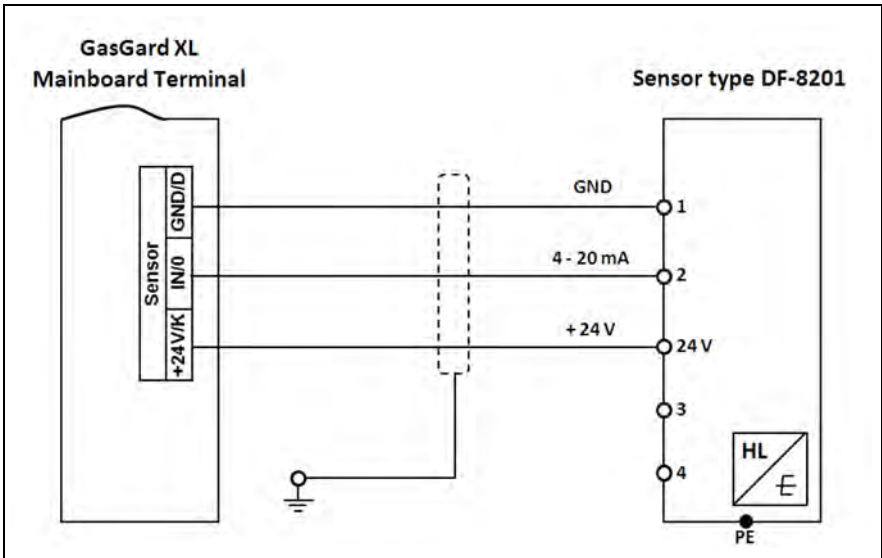 GasGard XL
Mainboard Terminal
Sensor type DF-8201
Sensor
GND/D
IN/0
+24V/K
GND
4 - 20 mA
+ 24 V
1
2
24 V
3
4
HL
E
PE